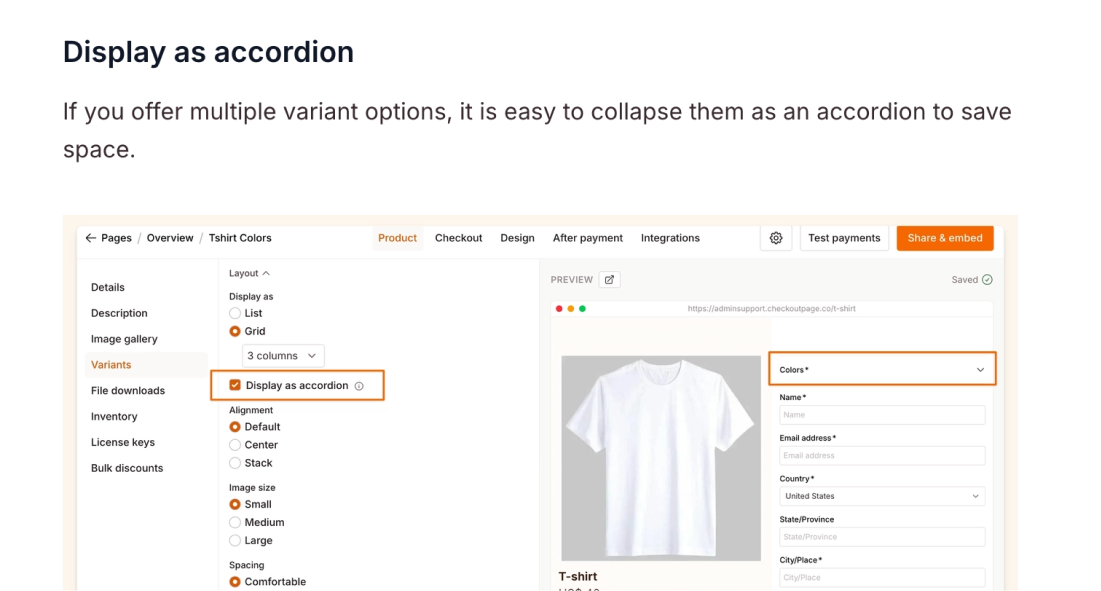 Display as accordion
If you offer multiple variant options, it is easy to collapse them as an accordion to save
space.
← Pages / Overview / Tshirt Colors
Product
Checkout
Design
After payment
Integrations
Test payments
Share & embed
Details
Description
Image gallery
Variants
File downloads
Inventory
License keys
Bulk discounts
Layout
Display as
List
Grid
3 columns
Display as accordion
Alignment
Default
Center
Stack
Image size
Small
Medium
Large
Spacing
Comfortable
PREVIEW
Saved
https://adminsupport.checkoutpage.co/t-shirt
T-shirt
Colors*
Name*
Name
Email address*
Email address
Country*
United States
State/Province
State/Province
City/Place*
City/Place